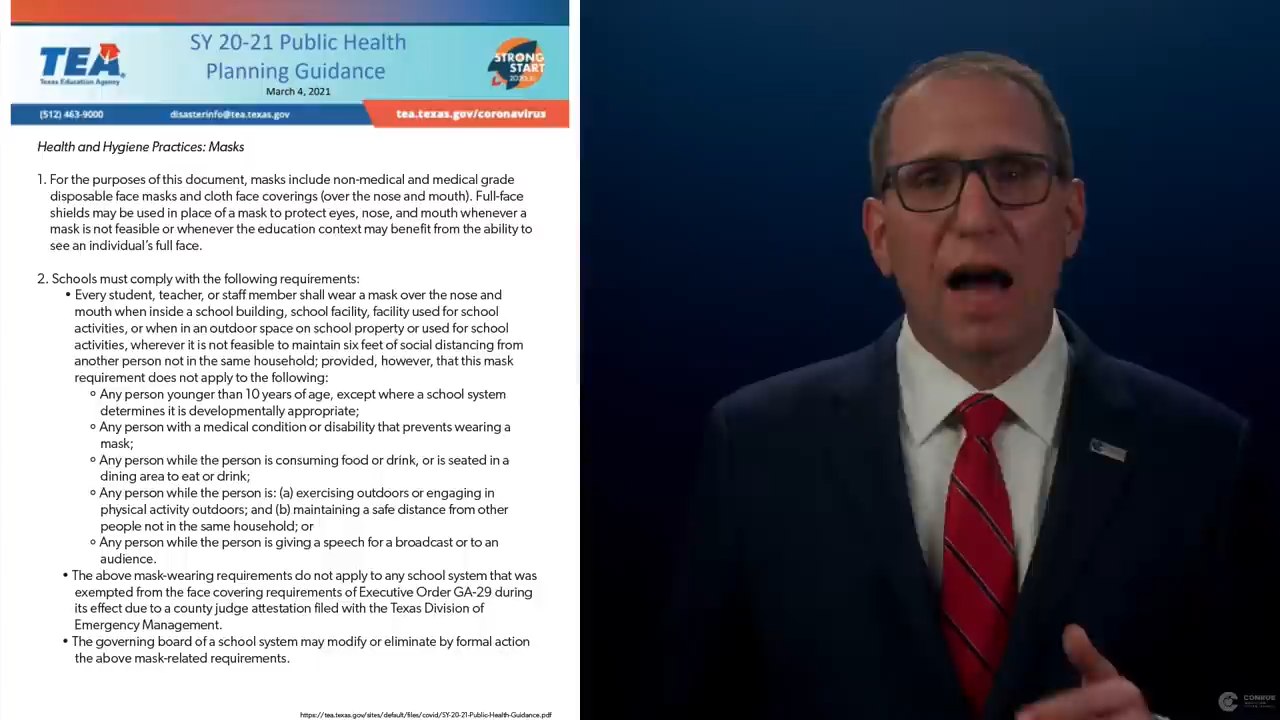 TEA
Texas Education Agency
SY 20-21 Public Health
Planning Guidance
March 4, 2021
STRONG
START
(512) 463-9000
disasterinfo@tea.texas.gov
tea.texas.gov/coronavirus
Health and Hygiene Practices: Masks
1. For the purposes of this document, masks include non-medical and medical grade
disposable face masks and cloth face coverings (over the nose and mouth). Full-face
shields may be used in place of a mask to protect eyes, nose, and mouth whenever a
mask is not feasible or whenever the education context may benefit from the ability to
see an individual's full face.
2. Schools must comply with the following requirements:
• Every student, teacher, or staff member shall wear a mask over the nose and
mouth when inside a school building, school facility, facility used for school
activities, or when in an outdoor space on school property or used for school
activities, wherever it is not feasible to maintain six feet of social distancing from
another person not in the same household; provided, however, that this mask
requirement does not apply to the following:
° Any person younger than 10 years of age, except where a school system
determines it is developmentally appropriate;
° Any person with a medical condition or disability that prevents wearing a
mask;
° Any person while the person is consuming food or drink, or is seated in a
dining area to eat or drink;
° Any person while the person is: (a) exercising outdoors or engaging in
physical activity outdoors; and (b) maintaining a safe distance from other
people not in the same household; or
° Any person while the person is giving a speech for a broadcast or to an
audience.
• The above mask-wearing requirements do not apply to any school system that was
exempted from the face covering requirements of Executive Order GA-29 during
its effect due to a county judge attestation filed with the Texas Division of
Emergency Management.
• The governing board of a school system may modify or eliminate by formal action
the above mask-related requirements.
https://tea.texas.gov/sites/default/files/covid/SY-20-21-Public-Health-Guidance.pdf
CONROE